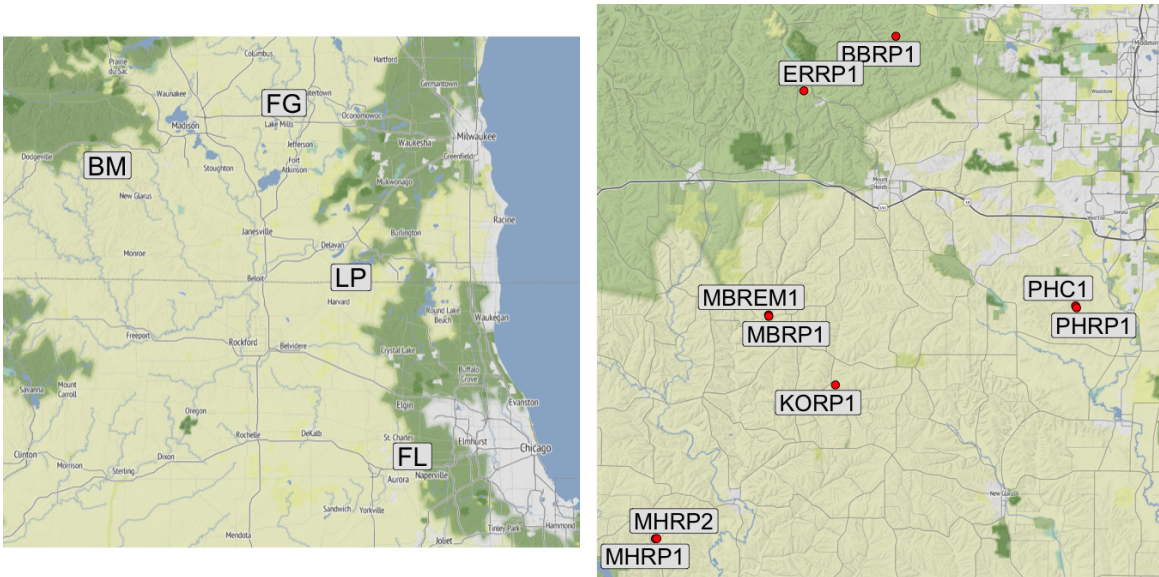 Columbus
Hartford
Prairie
du Sac
Germantown
Waunakee
FG
Oconomowoc
Lake Mills
Madison
Milwaukee
Waukesha
Jefferson
Greenfield
Dodgeville
BM
Fort
Atkinson
Stoughton
Mukwonago
New Glarus
Racine
Janesville
Burlington
Delavan
Monroe
LP
Beloit
Harvard
Round Lake
Beach
Waukegan
Freeport
Rockford
Belvidere
Crystal Lake
Buffalo
Grove
Savanna
Mount
Carroll
Elgin
Evanston
Oregon
Rochelle
DeKalb
St. Charles
Elmhurst
Chicago
Clinton
Morrison
Dixon
Sterling
FL
Naperville
Aurora
Sandwich
Yorkville
Mendota
Tinley Park
Hammond
Joliet
BBRP1
Middleton
ERRP1
Mount
Horeb
Verona
MBREM1
MBRP1
PHC1
PHRP1
KORP1
New Glarus
MHRP2
MHRP1